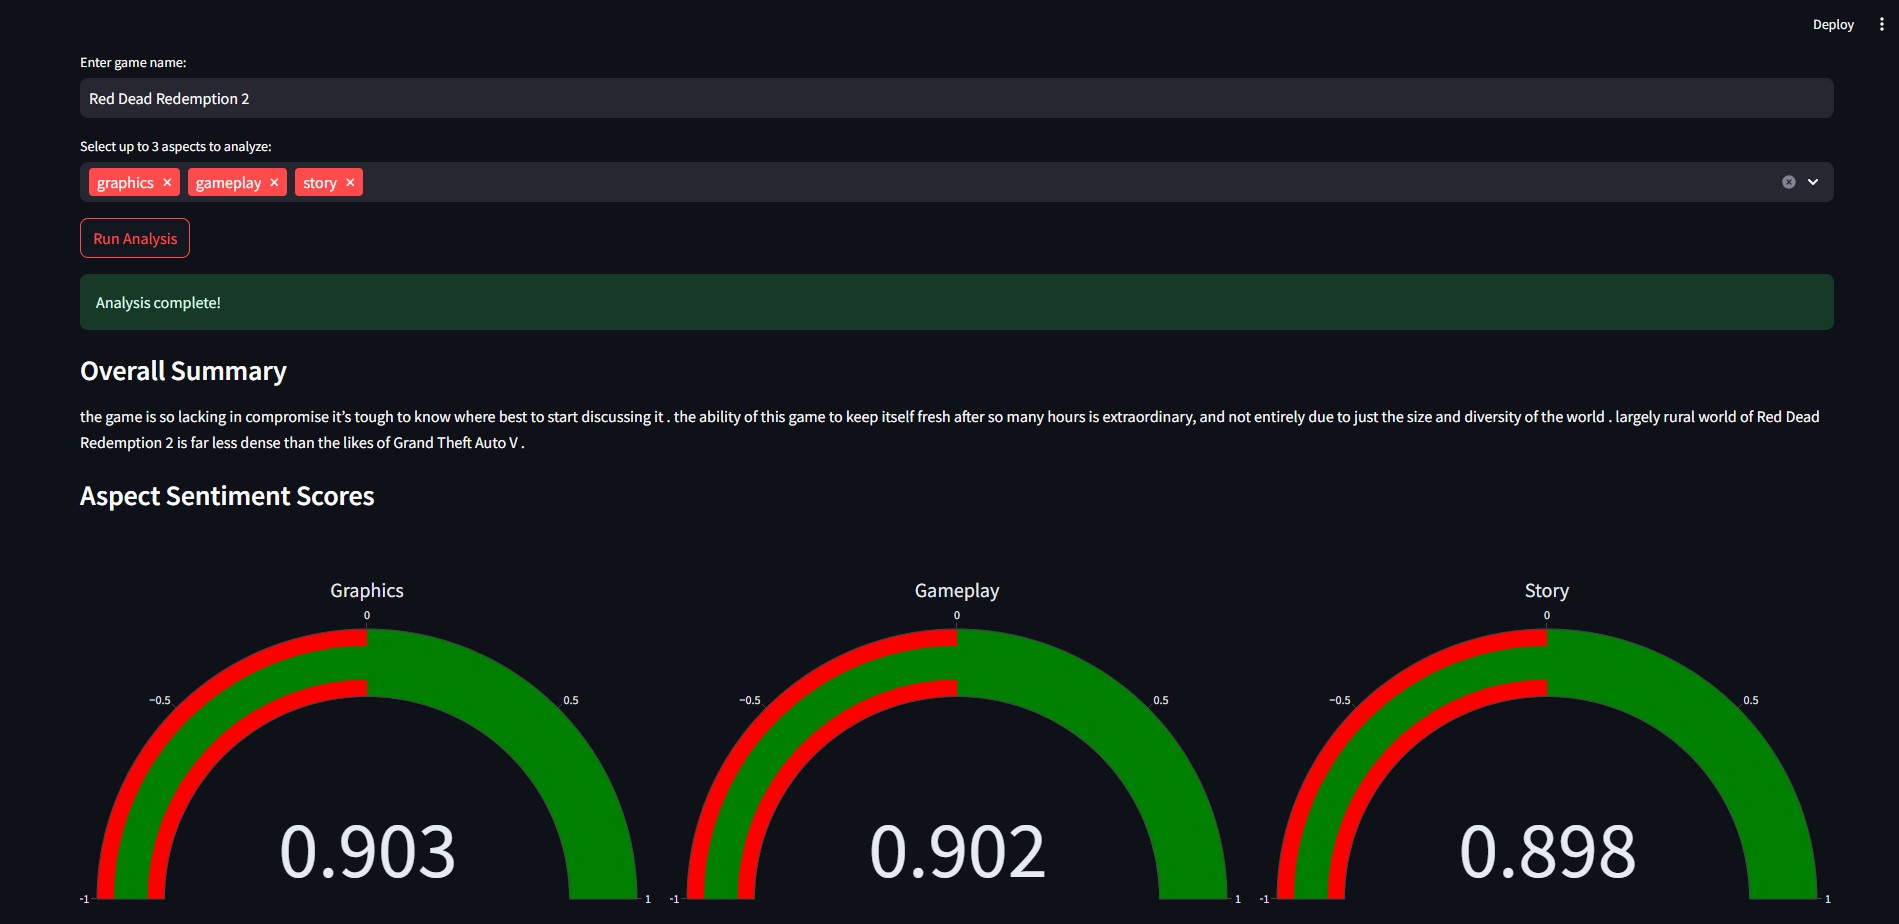 Deploy
Enter game name:
Red Dead Redemption 2
Select up to 3 aspects to analyze:
graphics × gameplay × story ×
Run Analysis
Analysis complete!
Overall Summary
the game is so lacking in compromise it’s tough to know where best to start discussing it . the ability of this game to keep itself fresh after so many hours is extraordinary, and not entirely due to just the size and diversity of the world . largely rural world of Red Dead
Redemption 2 is far less dense than the likes of Grand Theft Auto V .
Aspect Sentiment Scores
Graphics Gameplay Story
0 0 0
−0.5 0.5 −0.5 0.5 −0.5 0.5
0.903 0.902 0.898
-1 1 -1 1 -1 1